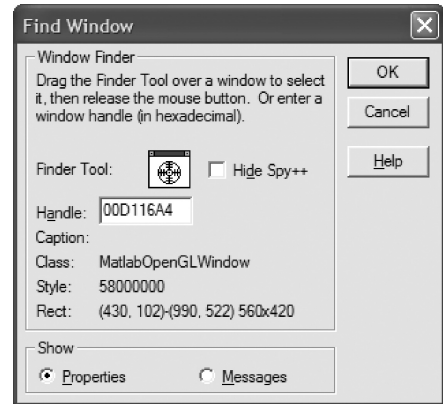 Find Window
Window Finder
Drag the Finder Tool over a window to select
it, then release the mouse button. Or enter a
window handle (in hexadecimal).
Finder Tool:
Hide Spy++
Handle: 00D116A4
Caption:
Class: MatlabOpenGLWindow
Style: 58000000
Rect: (430, 102)-(990, 522) 560x420
Show
Properties
Messages
OK
Cancel
Help